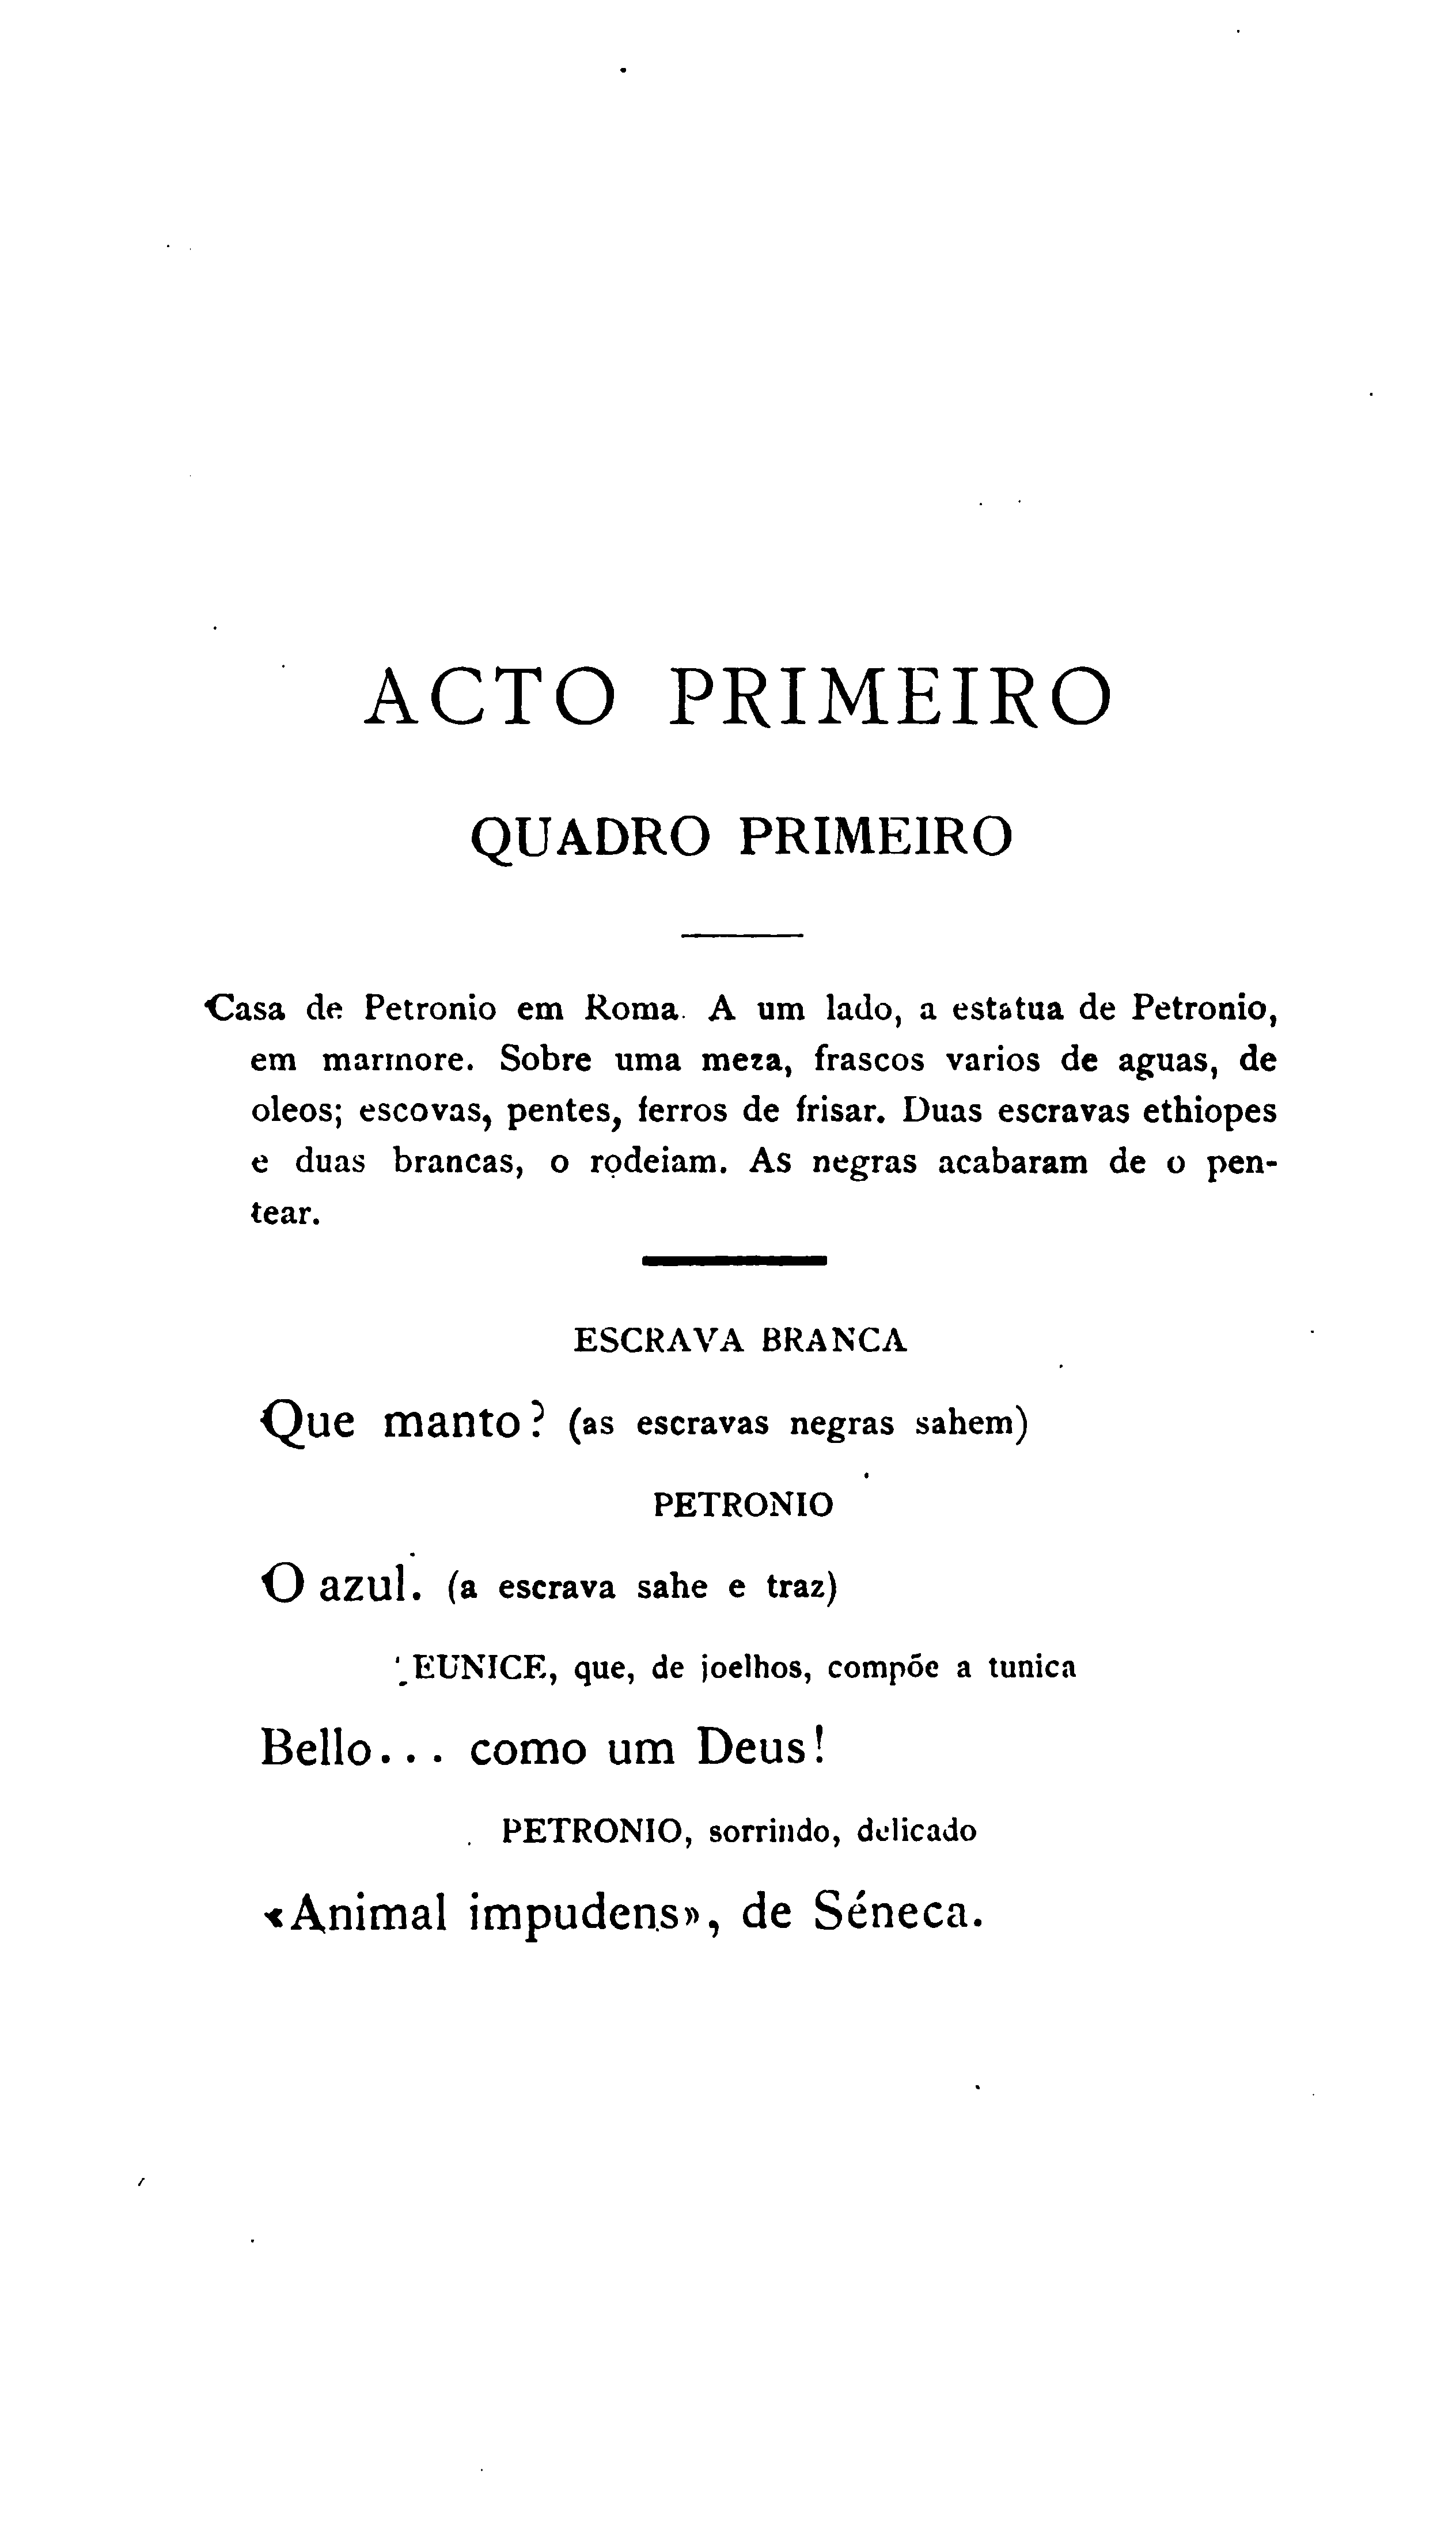 ACTO PRIMEIRO
QUADRO PRIMEIRO
Casa de Petronio em Roma. A um lado, a estatua de Petronio,
em marmore. Sobre uma meza, frascos varios de aguas, de
oleos; escovas, pentes, ferros de frisar. Duas escravas ethiopes
e duas brancas, o rodeiam. As negras acabaram de o pen-
tear.
ESCRAVA BRANCA
Que manto? (as escravas negras sahem)
PETRONIO
O azul. (a escrava sahe e traz)
EUNICE, que, de joelhos, compõe a tunica
Bello... como um Deus!
PETRONIO, sorrindo, delicado
«Animal impudens», de Séneca.